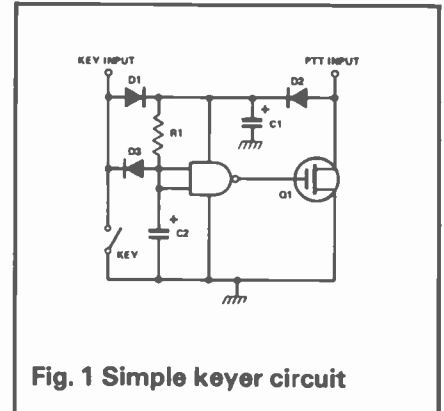 KEY INPUT PTT INPUT
D1 D2
+
R1 C1
D3
Q1
+
C2
KEY
Fig. 1 Simple keyer circuit